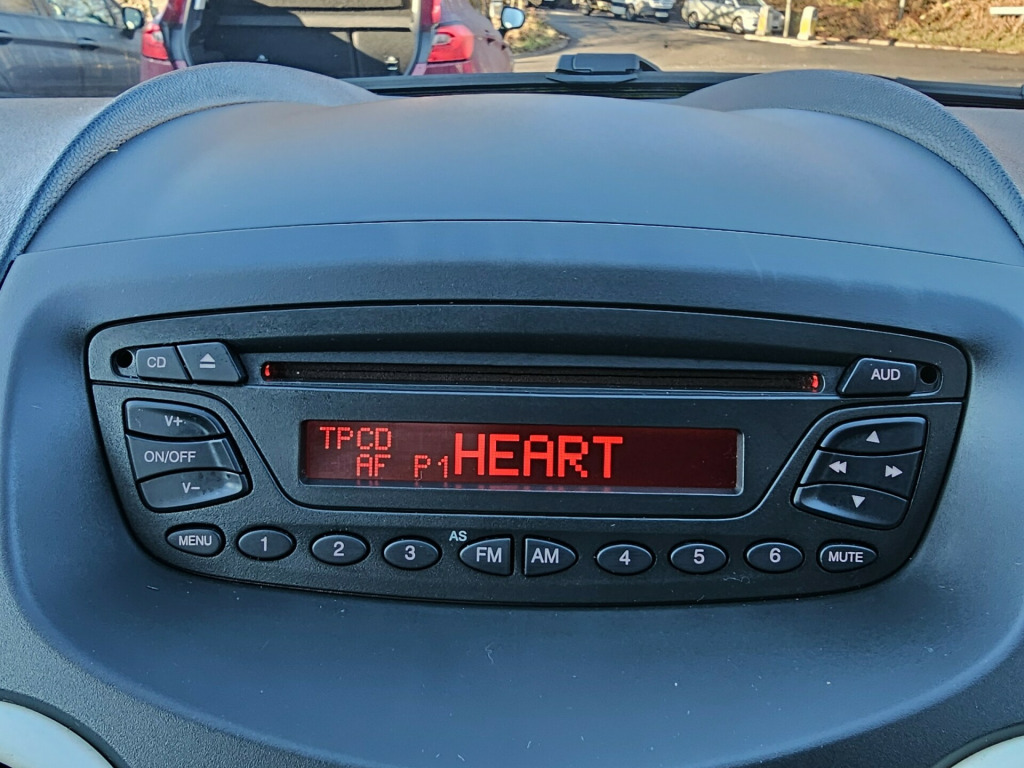 CD AUD
V+
ON/OFF
V−
TPCD
AF P1 HEART
MENU 1 2 3 AS FM AM 4 5 6 MUTE